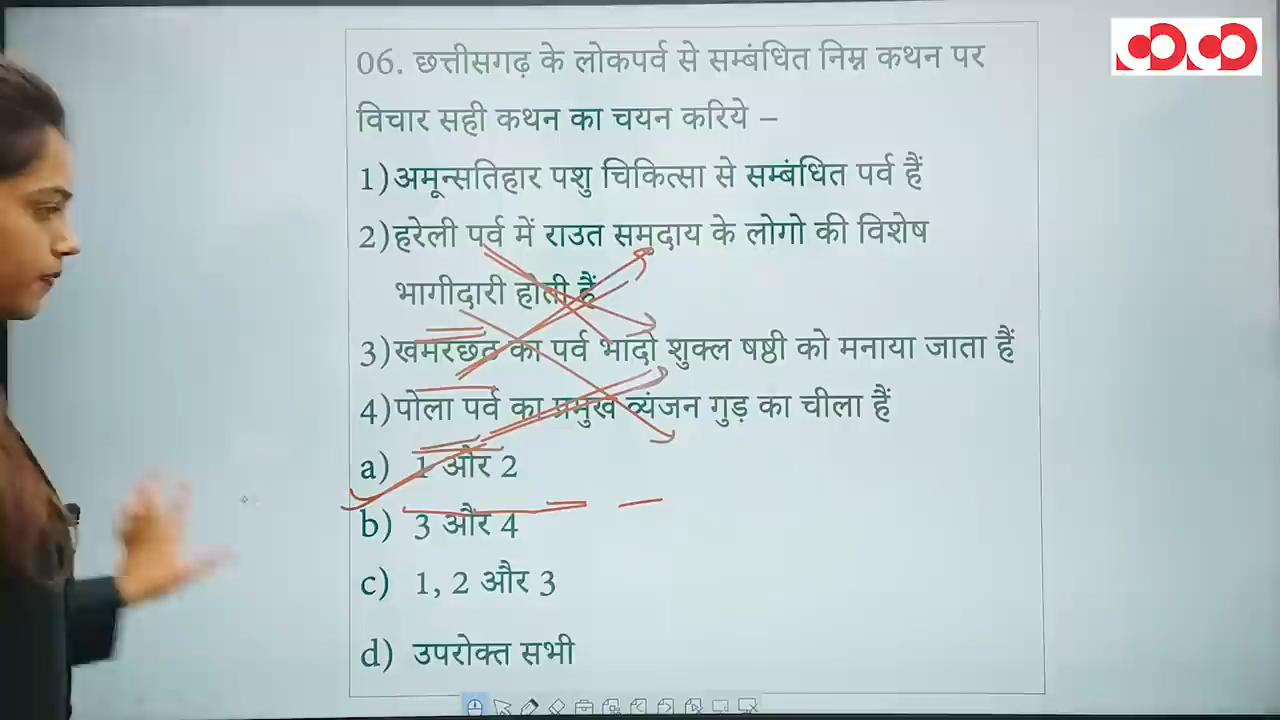 06. छत्तीसगढ़ के लोकपर्व से सम्बंधित निम्न कथन पर
विचार सही कथन का चयन करिये –
1)अमून्सतिहार पशु चिकित्सा से सम्बंधित पर्व हैं
2)हरेली पर्व में राउत समुदाय के लोगो की विशेष
भागीदारी होती हैं
3)खमरछठ का पर्व भादो शुक्ल षष्ठी को मनाया जाता हैं
4)पोला पर्व का प्रमुख व्यंजन गुड़ का चीला हैं
a) 1 और 2
b) 3 और 4
c) 1, 2 और 3
d) उपरोक्त सभी